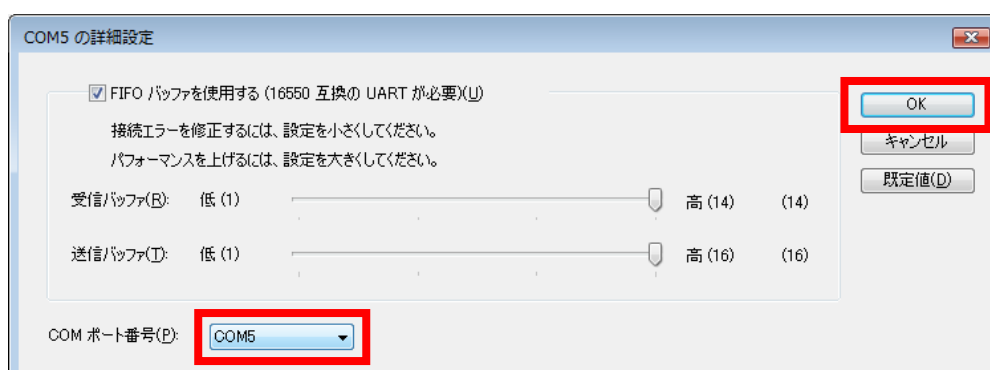 COM5 の詳細設定
FIFO バッファを使用する (16550 互換の UART が必要)(U)
接続エラーを修正するには、設定を小さくしてください。
パフォーマンスを上げるには、設定を大きくしてください。
受信バッファ(R): 低 (1) 高 (14) (14)
送信バッファ(T): 低 (1) 高 (16) (16)
COM ポート番号(P): COM5
OK
キャンセル
既定値(D)